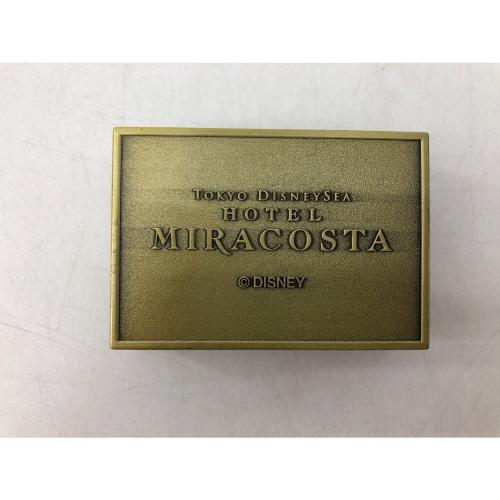 TOKYO DISNEYSEA
HOTEL
MIRACOSTA
© DISNEY